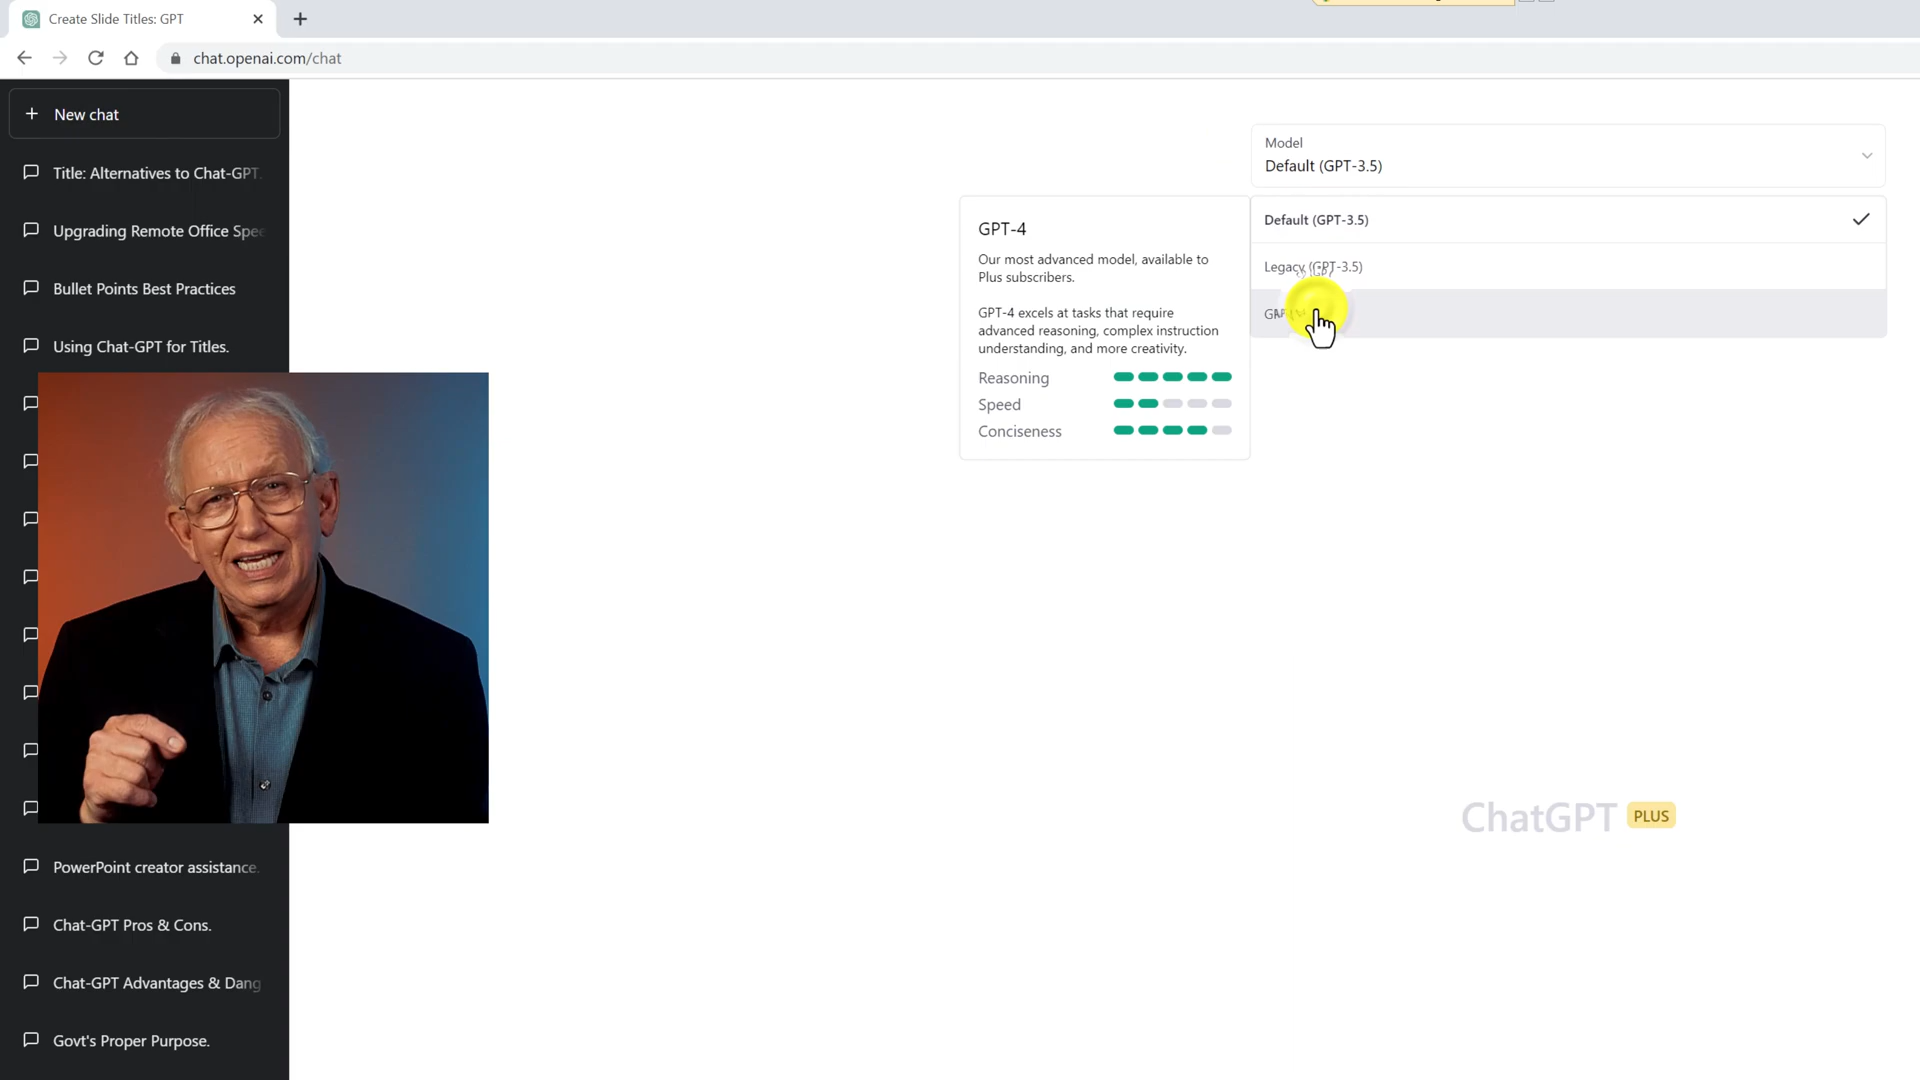 Create Slide Titles: GPT
chat.openai.com/chat
New chat
Title: Alternatives to Chat-GPT.
Upgrading Remote Office Spee
Bullet Points Best Practices
Using Chat-GPT for Titles.
PowerPoint creator assistance.
Chat-GPT Pros & Cons.
Chat-GPT Advantages & Dang
Govt's Proper Purpose.
Model
Default (GPT-3.5)
Default (GPT-3.5)
Legacy (GPT-3.5)
GPT-4
Our most advanced model, available to
Plus subscribers.
GPT-4 excels at tasks that require
advanced reasoning, complex instruction
understanding, and more creativity.
Reasoning
Speed
Conciseness
ChatGPT PLUS